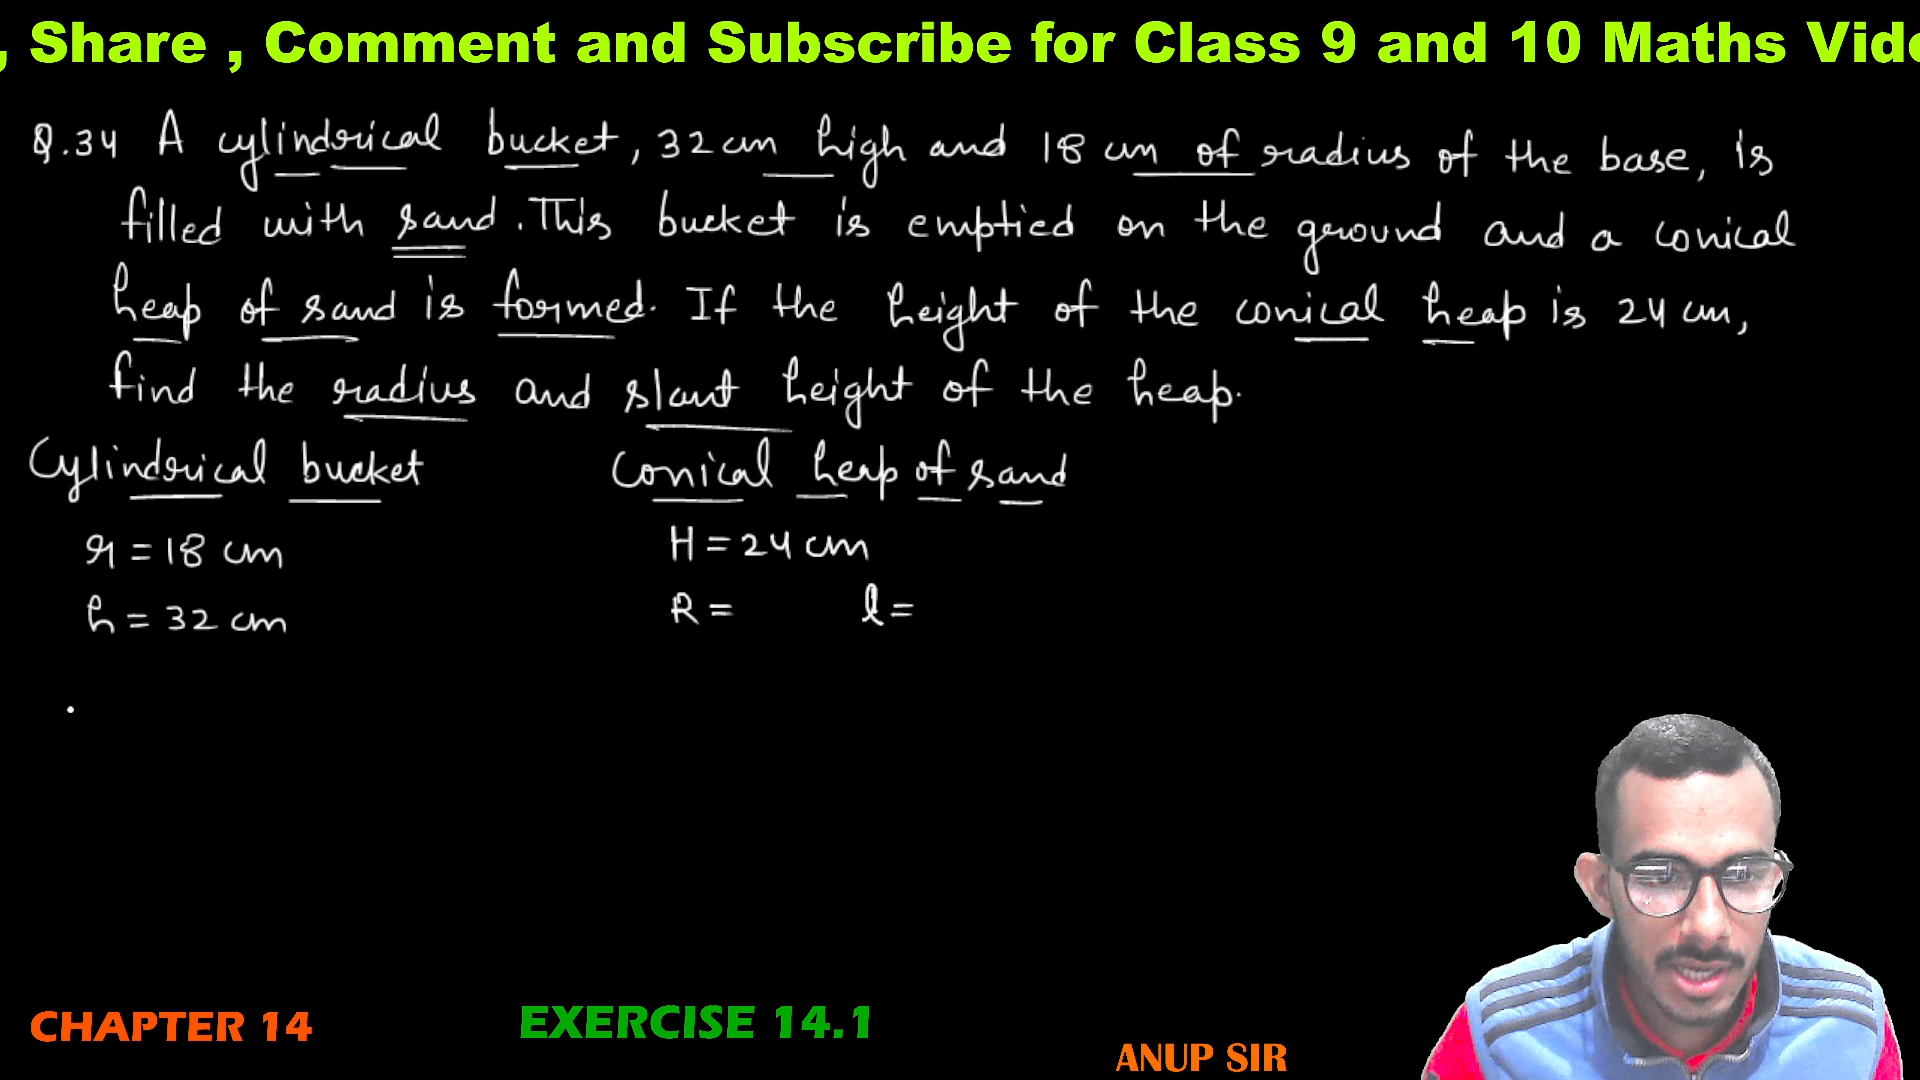 , Share , Comment and Subscribe for Class 9 and 10 Maths Vide
Q.34 A cylindrical bucket, 32 cm high and 18 cm of radius of the base, is
filled with sand. This bucket is emptied on the ground and a conical
heap of sand is formed. If the height of the conical heap is 24 cm,
find the radius and slant height of the heap.
Cylindrical bucket Conical heap of sand
r = 18 cm H = 24 cm
h = 32 cm R = l =
CHAPTER 14 EXERCISE 14.1
ANUP SIR